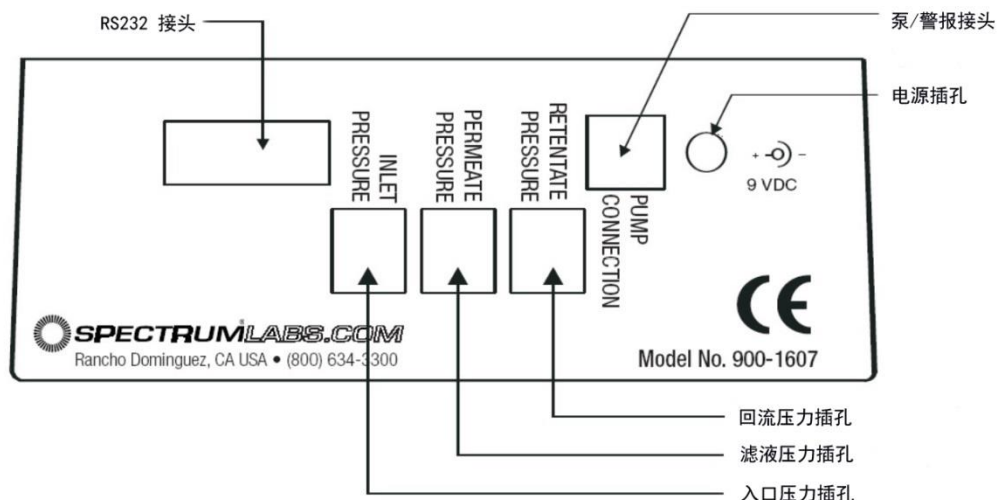 RS232 接头
泵/警报接头
电源插孔
INLET
PRESSURE
PERMEATE
PRESSURE
RETENTATE
PRESSURE
PUMP
CONNECTION
+ -
9 VDC
SPECTRUMLABS.COM
Rancho Dominguez, CA USA • (800) 634-3300
CE
Model No. 900-1607
回流压力插孔
滤液压力插孔
入口压力插孔